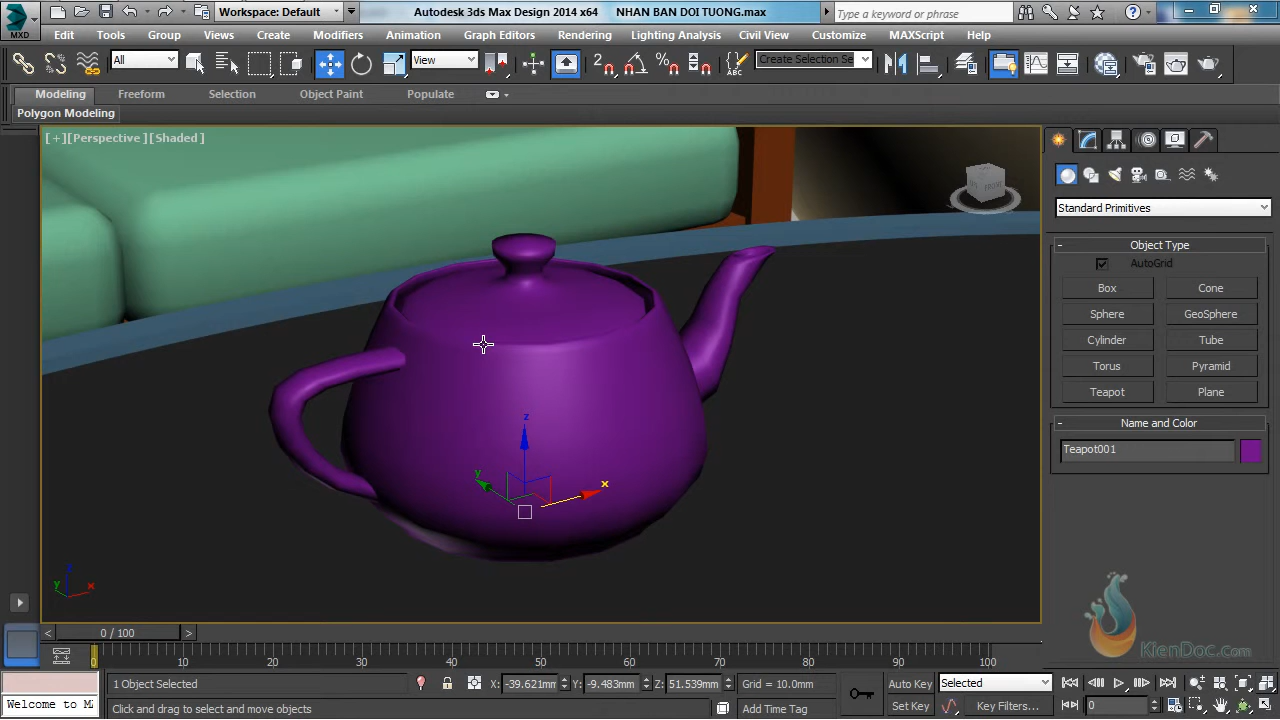 MXD
Workspace: Default
Autodesk 3ds Max Design 2014 x64
NHAN BAN DOI TUONG.max
Type a keyword or phrase
Edit Tools Group Views Create Modifiers Animation Graph Editors Rendering Lighting Analysis Civil View Customize MAXScript Help
All
View
Create Selection Se
Modeling Freeform Selection Object Paint Populate
Polygon Modeling
[+][Perspective][Shaded]
Standard Primitives
Object Type
AutoGrid
Box Cone
Sphere GeoSphere
Cylinder Tube
Torus Pyramid
Teapot Plane
Name and Color
Teapot001
z
y
x
y x
KienDoc.com
< 0 / 100 >
0 10 20 30 40 50 60 70 80 90 100
1 Object Selected
X: -39.621mm Y: -9.483mm Z: 51.539mm Grid = 10.0mm
Auto Key Selected
Welcome to M
Click and drag to select and move objects
Add Time Tag
Set Key Key Filters... 0